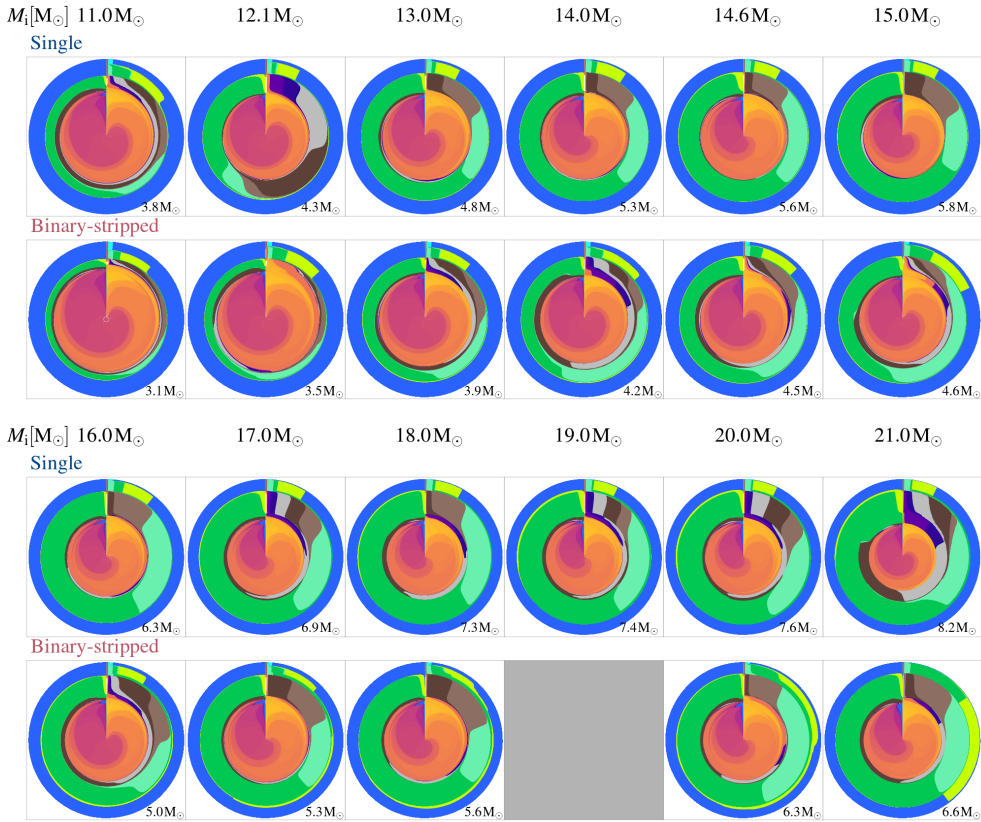 M_i[M_⊙] 11.0M_⊙ 12.1M_⊙ 13.0M_⊙ 14.0M_⊙ 14.6M_⊙ 15.0M_⊙
Single
3.8M_⊙ 4.3M_⊙ 4.8M_⊙ 5.3M_⊙ 5.6M_⊙ 5.8M_⊙
Binary-stripped
3.1M_⊙ 3.5M_⊙ 3.9M_⊙ 4.2M_⊙ 4.5M_⊙ 4.6M_⊙
M_i[M_⊙] 16.0M_⊙ 17.0M_⊙ 18.0M_⊙ 19.0M_⊙ 20.0M_⊙ 21.0M_⊙
Single
6.3M_⊙ 6.9M_⊙ 7.3M_⊙ 7.4M_⊙ 7.6M_⊙ 8.2M_⊙
Binary-stripped
5.0M_⊙ 5.3M_⊙ 5.6M_⊙ 6.3M_⊙ 6.6M_⊙